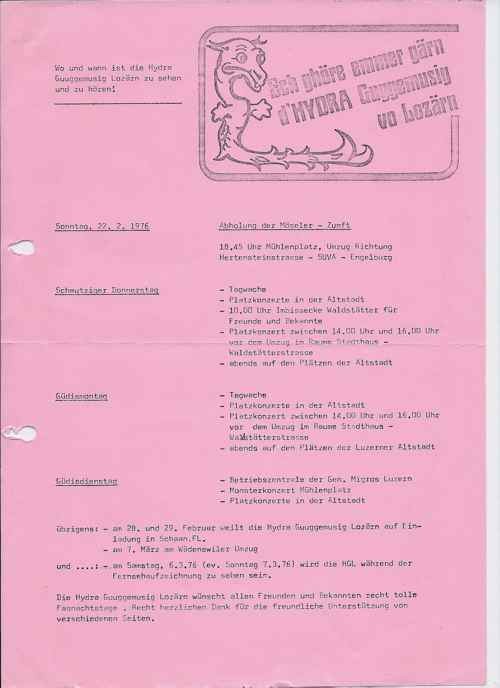 Wo und wann ist die Hydra
Guuggemusig Lozärn zu sehen
und zu hören!
Ech ghöre emmer gärn
d'HYDRA Guggemusig
vo Lozärn
Sonntag, 22. 2. 1976
Abholung der Möseler - Zunft
18,45 Uhr Mühlenplatz, Umzug Richtung
Hertensteinstrasse - SUVA - Engelburg
Schmutziger Donnerstag
- Tagwache
- Platzkonzerte in der Altstadt
- 10,00 Uhr Imbissecke Waldstätter für
Freunde und Bekannte
- Platzkonzert zwischen 14,00 Uhr und 16,00 Uhr
vor dem Umzug im Raume Stadthaus -
Waldstätterstrasse
- abends auf den Plätzen der Altstadt
Güdismontag
- Tagwache
- Platzkonzerte in der Altstadt
- Platzkonzert zwischen 14,00 Uhr und 16,00 Uhr
vor dem Umzug im Raume Stadthaus -
Waldstätterstrasse
- abends auf den Plätzen der Luzerner Altstadt
Güdisdienstag
- Betriebszentrale der Gen. Migros Luzern
- Monsterkonzert Mühlenplatz
- Platzkonzerte in der Altstadt
übrigens: - am 28. und 29. Februar weilt die Hydra Guuggemusig Lozärn auf Ein-
ladung in Schaan.FL.
- am 7. März am Wädenswiler Umzug
und ....: - am Samstag, 6.3.76 (ev. Sonntag 7.3.76) wird die HGL während der
Fernsehaufzeichnung zu sehen sein.
Die Hydra Guuggemusig Lozärn wünscht allen Freunden und Bekannten recht tolle
Fasnachtstage . Recht herzlichen Dank für die freundliche Unterstützung von
verschiedenen Seiten.